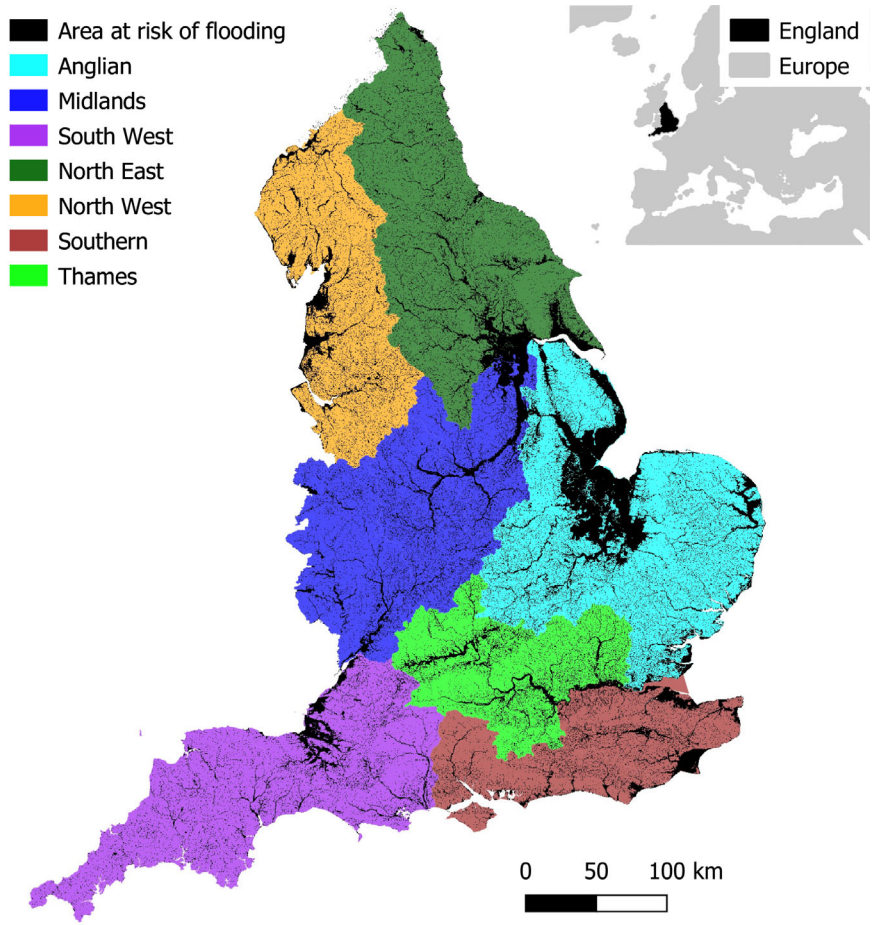 Area at risk of flooding
Anglian
Midlands
South West
North East
North West
Southern
Thames
England
Europe
0 50 100 km